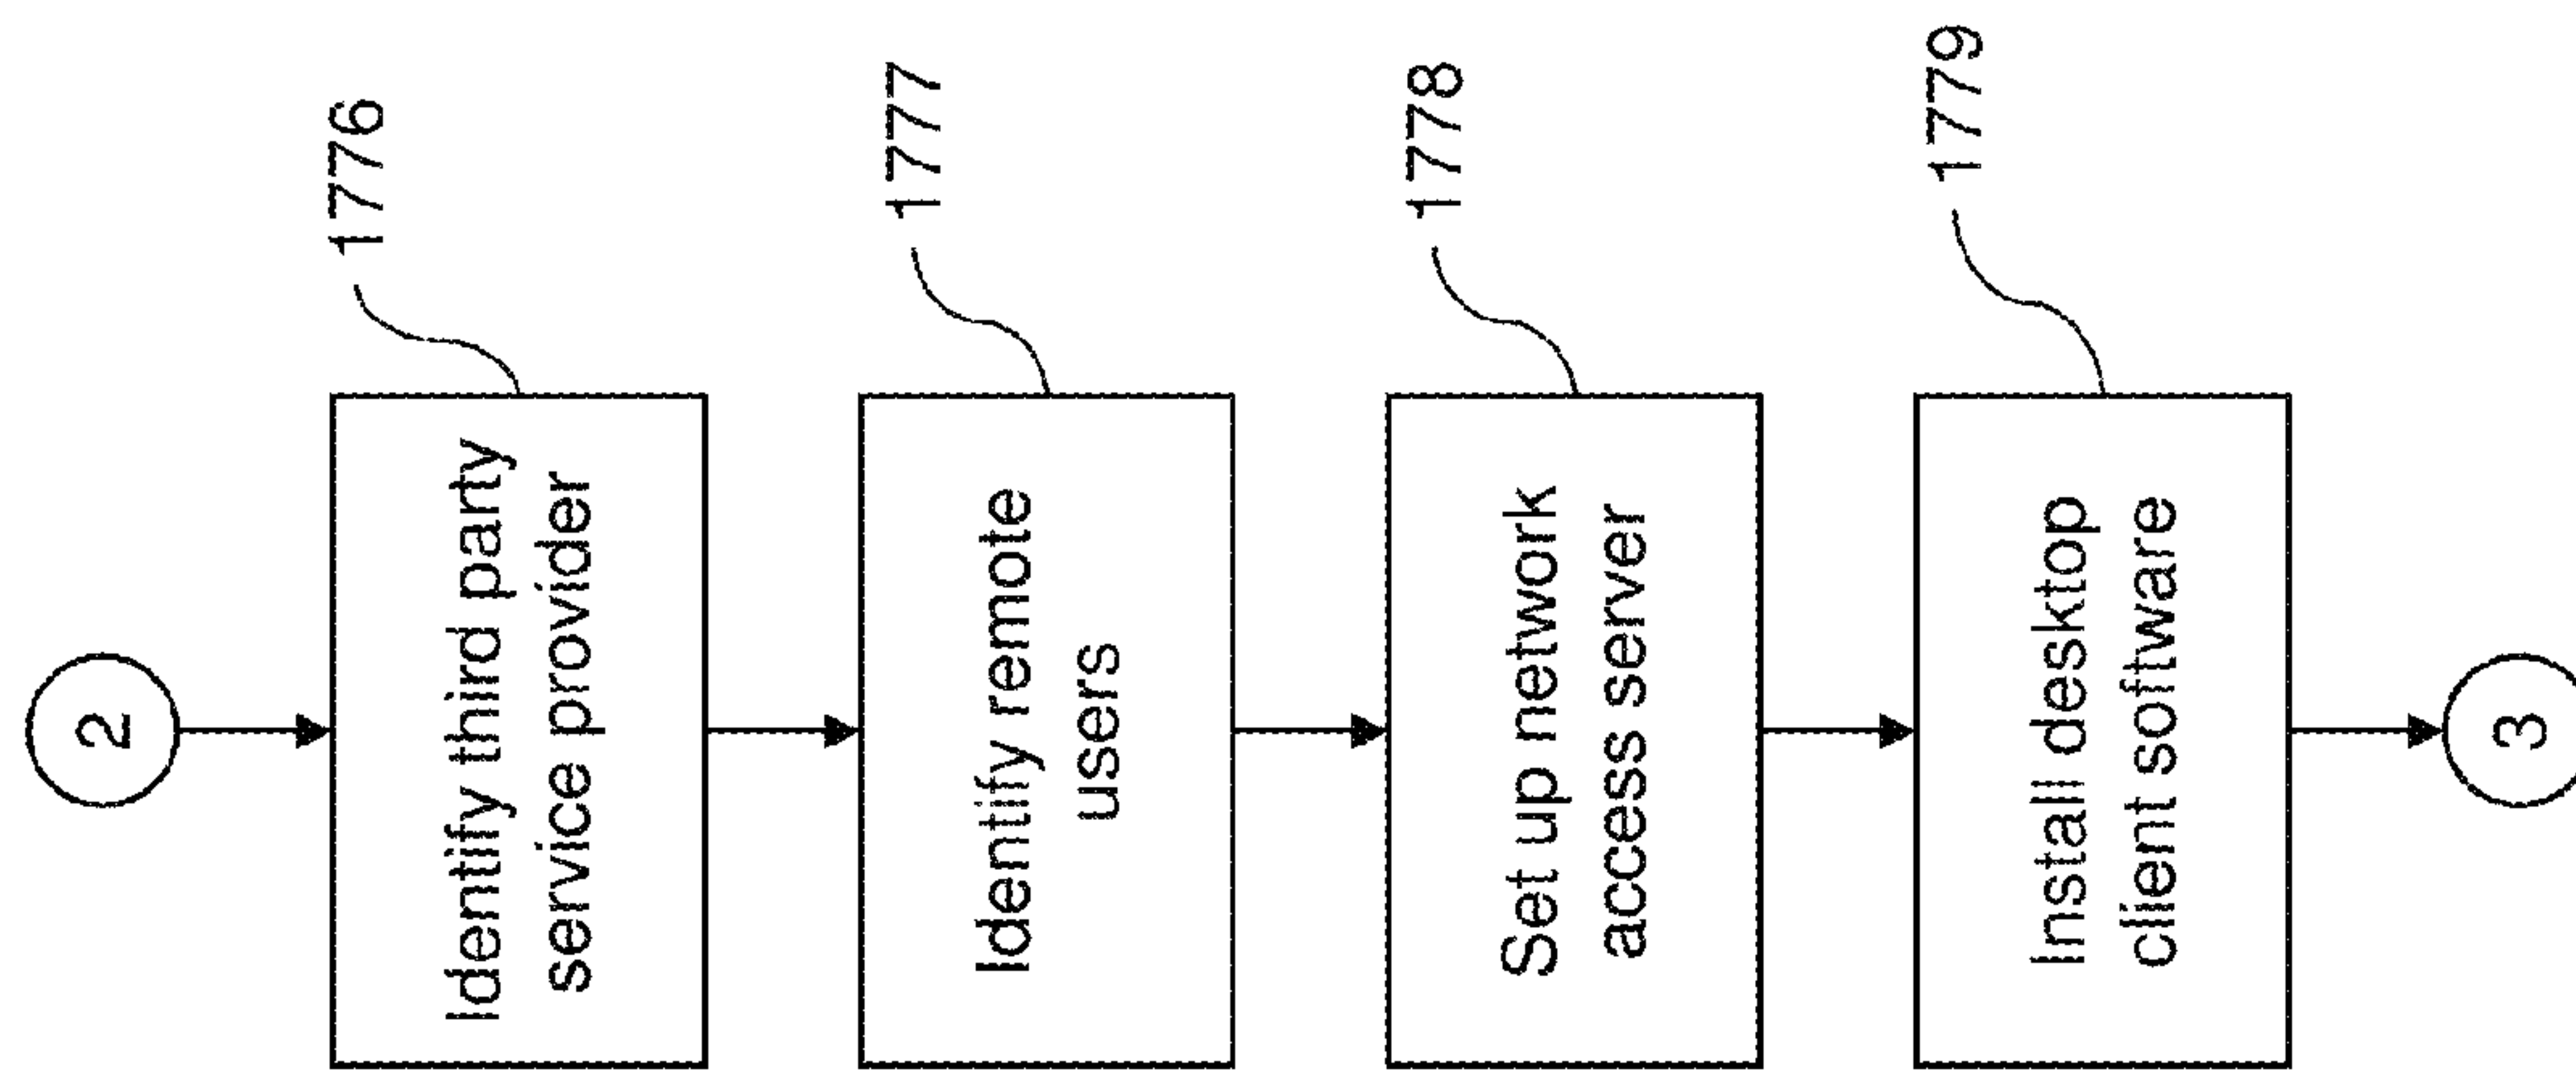 2
Identify third party
service provider
1776
Identify remote
users
1777
Set up network
access server
1778
Install desktop
client software
1779
3